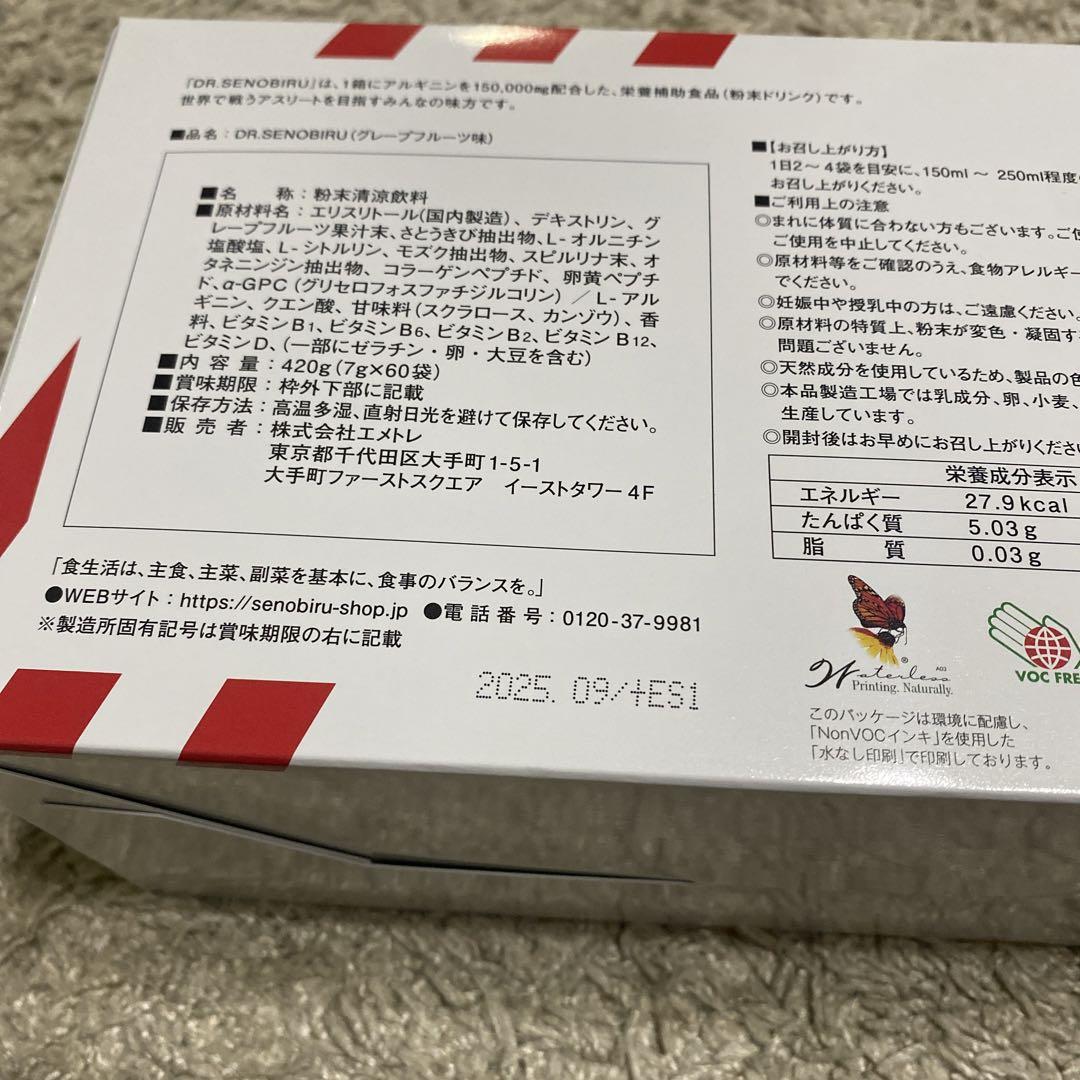 『DR.SENOBIRU』は、1箱にアルギニンを150,000mg配合した、栄養補助食品(粉末ドリンク)です。
世界で戦うアスリートを目指すみんなの味方です。
■品名：DR.SENOBIRU(グレープフルーツ味)
■名　　称：粉末清涼飲料
■原材料名：エリスリトール(国内製造)、デキストリン、グ
レープフルーツ果汁末、さとうきび抽出物、L-オルニチン
塩酸塩、L-シトルリン、モズク抽出物、スピルリナ末、オ
タネニンジン抽出物、コラーゲンペプチド、卵黄ペプチ
ド、α-GPC(グリセロフォスファチジルコリン)／L-アル
ギニン、クエン酸、甘味料(スクラロース、カンゾウ)、香
料、ビタミンB1、ビタミンB6、ビタミンB2、ビタミンB12、
ビタミンD、(一部にゼラチン・卵・大豆を含む)
■内容量：420g(7g×60袋)
■賞味期限：枠外下部に記載
■保存方法：高温多湿、直射日光を避けて保存してください。
■販売者：株式会社エメトレ
東京都千代田区大手町1-5-1
大手町ファーストスクエア　イーストタワー4F
「食生活は、主食、主菜、副菜を基本に、食事のバランスを。」
●WEBサイト：https://senobiru-shop.jp ●電話番号：0120-37-9981
※製造所固有記号は賞味期限の右に記載
2025.09/+ES1
■【お召し上がり方】
1日2～4袋を目安に、150ml～250ml程度
お召し上がりください。
■ご利用上の注意
◎まれに体質に合わない方もございます。ご使
ご使用を中止してください。
◎原材料等をご確認のうえ、食物アレルギー
でください。
◎妊娠中や授乳中の方は、ご遠慮ください。
◎原材料の特質上、粉末が変色・凝固す
問題ございません。
◎天然成分を使用しているため、製品の色
◎本品製造工場では乳成分、卵、小麦、
生産しています。
◎開封後はお早めにお召し上がりくださ
栄養成分表示
エネルギー 27.9kcal
たんぱく質 5.03g
脂　　質 0.03g
Waterless ®
A03
Printing. Naturally.
VOC FRE
このパッケージは環境に配慮し、
「NonVOCインキ」を使用した
「水なし印刷」で印刷しております。